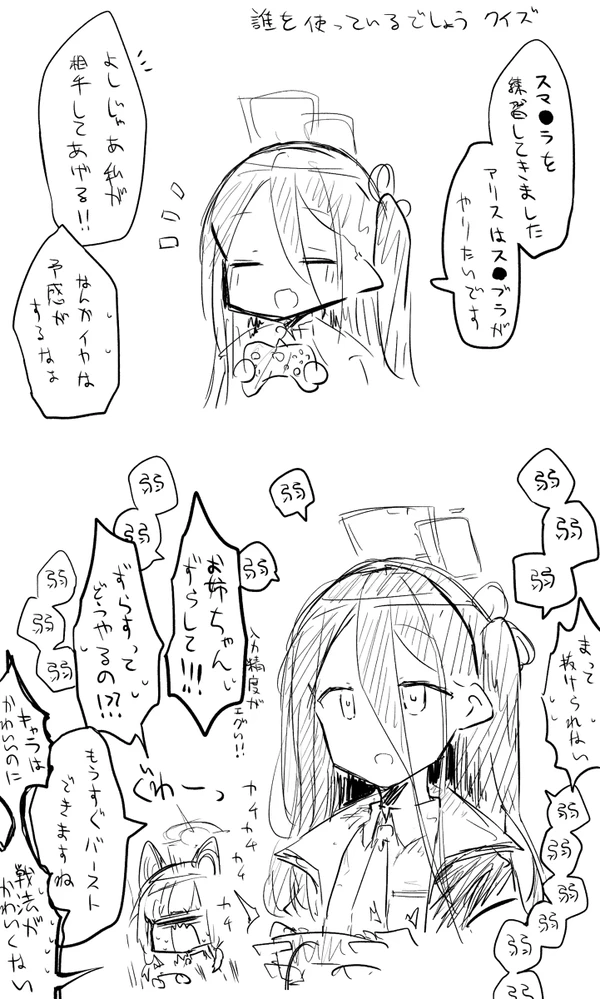 誰を使っているでしょう クイズ
スマ●ラを
練習してきました
アリスはス●ブラが
やりたいです
よしじゃあ私が
相手してあげる!!
なんかイヤな
予感が
するなぁ
弱
弱
弱
まって
抜けられない
弱
弱
弱
弱
弱
弱
弱
弱
お姉ちゃん
ずらして!!!
入力精度が
エグい!!
弱
弱
ずらすって
どうやるの!??
弱
弱
弱
キャラは
かわいいのに
もうすぐバースト
できますね
戦法が
かわいくない
ぐわーっ
カチカチカチ
カチ